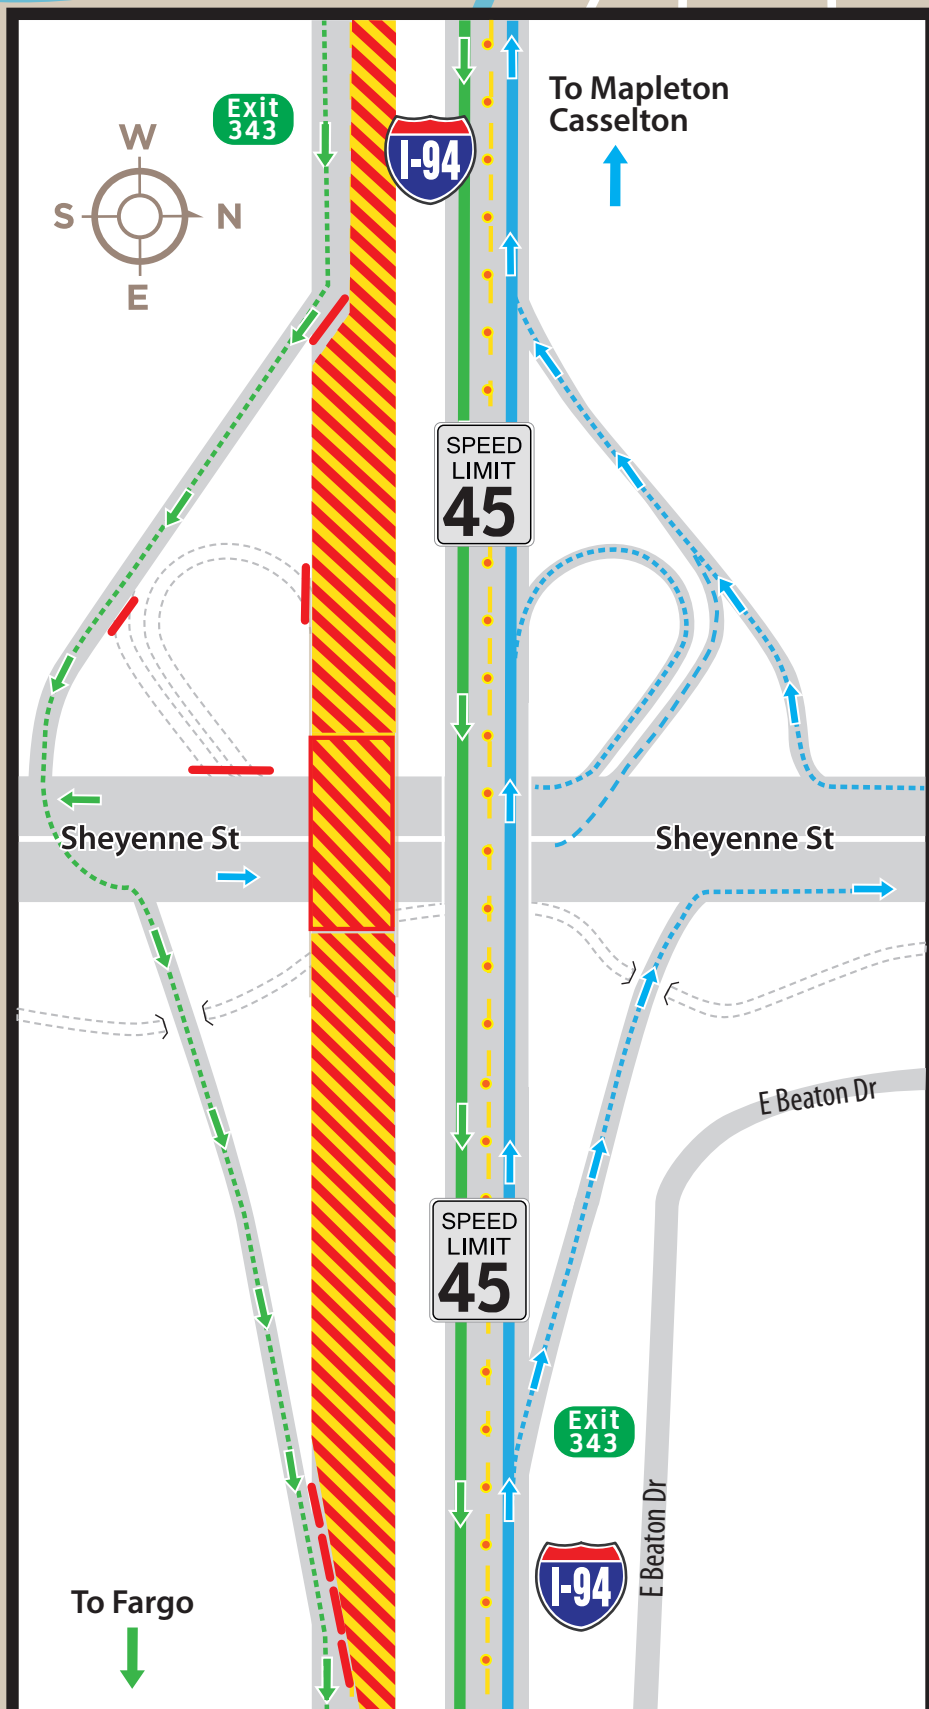 Exit
343
I-94
To Mapleton
Casselton
W
S
N
E
SPEED
LIMIT
45
Sheyenne St
Sheyenne St
E Beaton Dr
SPEED
LIMIT
45
Exit
343
E Beaton Dr
I-94
To Fargo